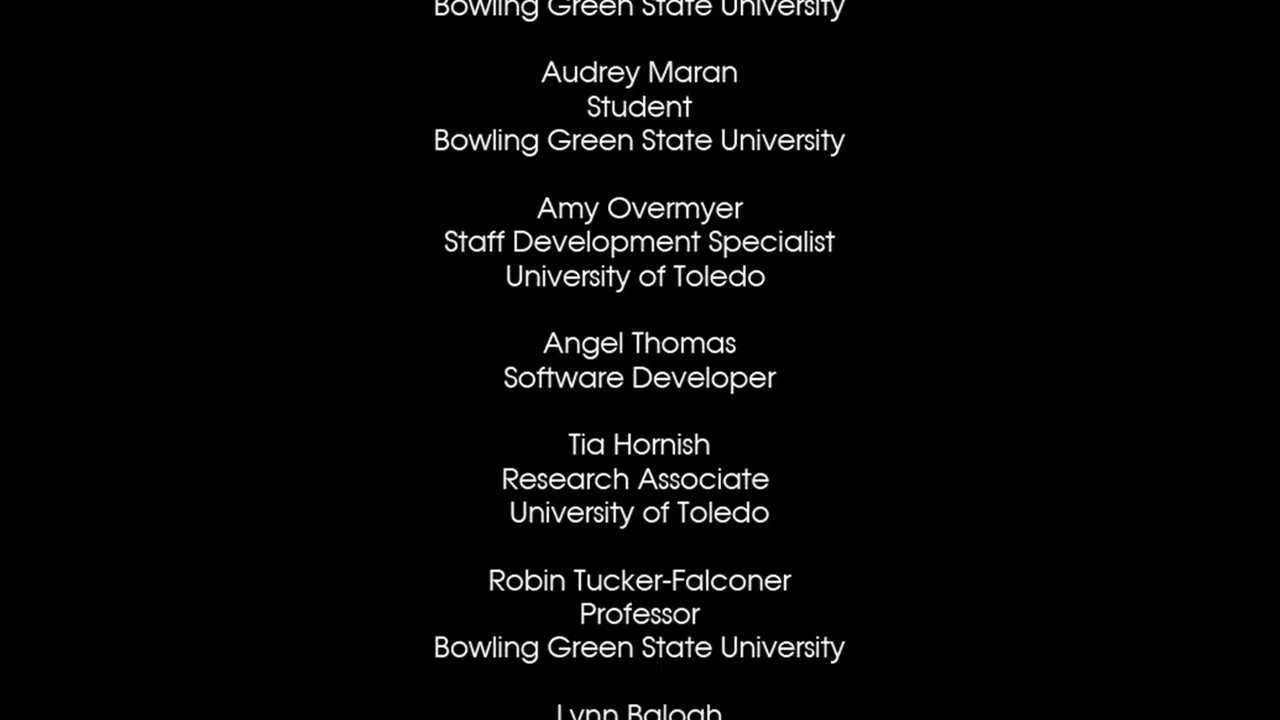 Bowling Green State University
Audrey Maran
Student
Bowling Green State University
Amy Overmyer
Staff Development Specialist
University of Toledo
Angel Thomas
Software Developer
Tia Hornish
Research Associate
University of Toledo
Robin Tucker-Falconer
Professor
Bowling Green State University
Lynn Balogh